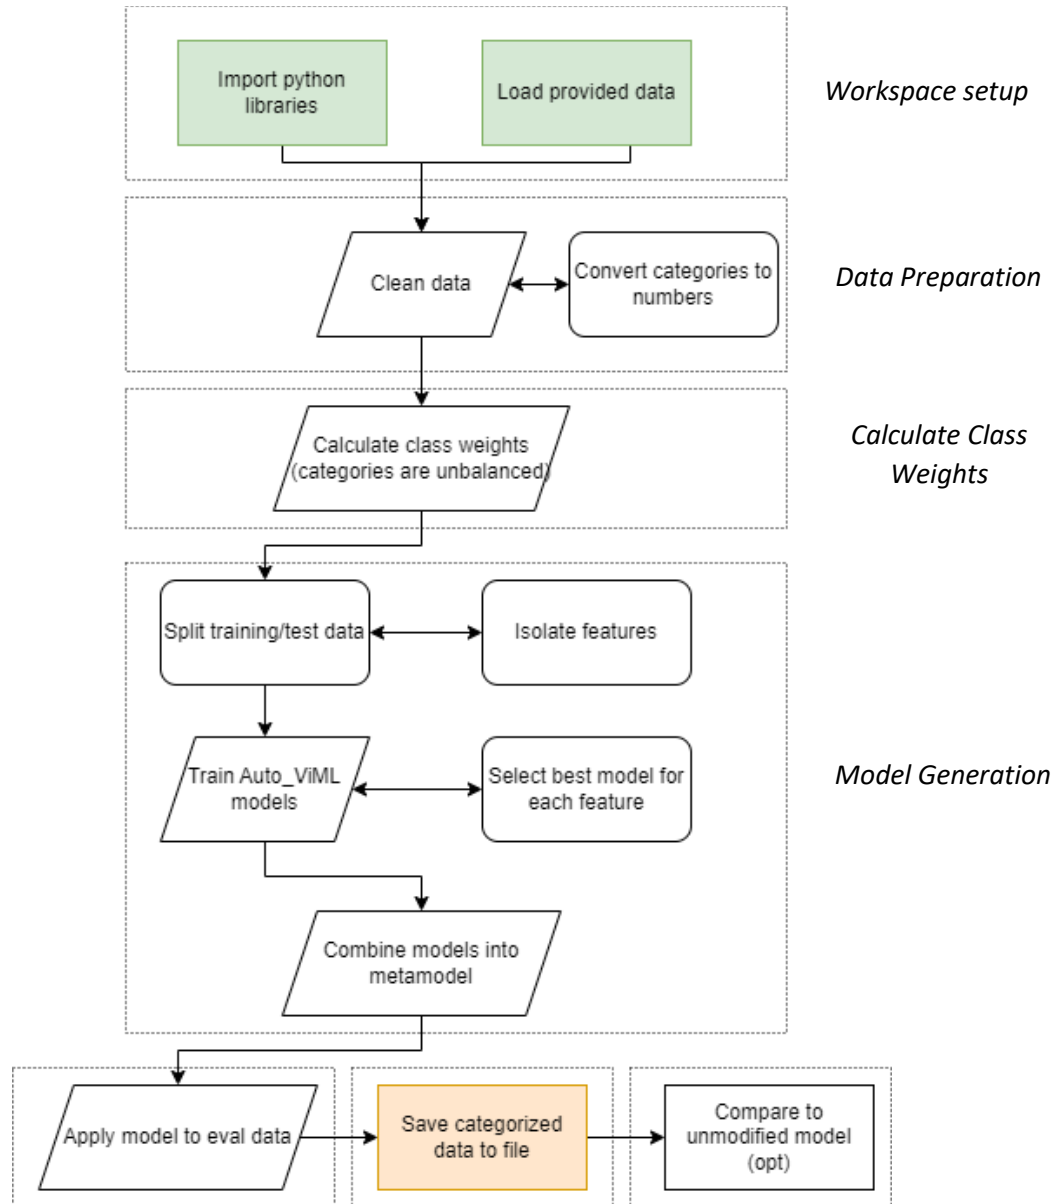 Import python
libraries
Load provided data
Workspace setup
Clean data
Convert categories to
numbers
Data Preparation
Calculate class weights
(categories are unbalanced)
Calculate Class
Weights
Split training/test data
Isolate features
Train Auto_ViML
models
Select best model for
each feature
Model Generation
Combine models into
metamodel
Apply model to eval data
Save categorized
data to file
Compare to
unmodified model
(opt)